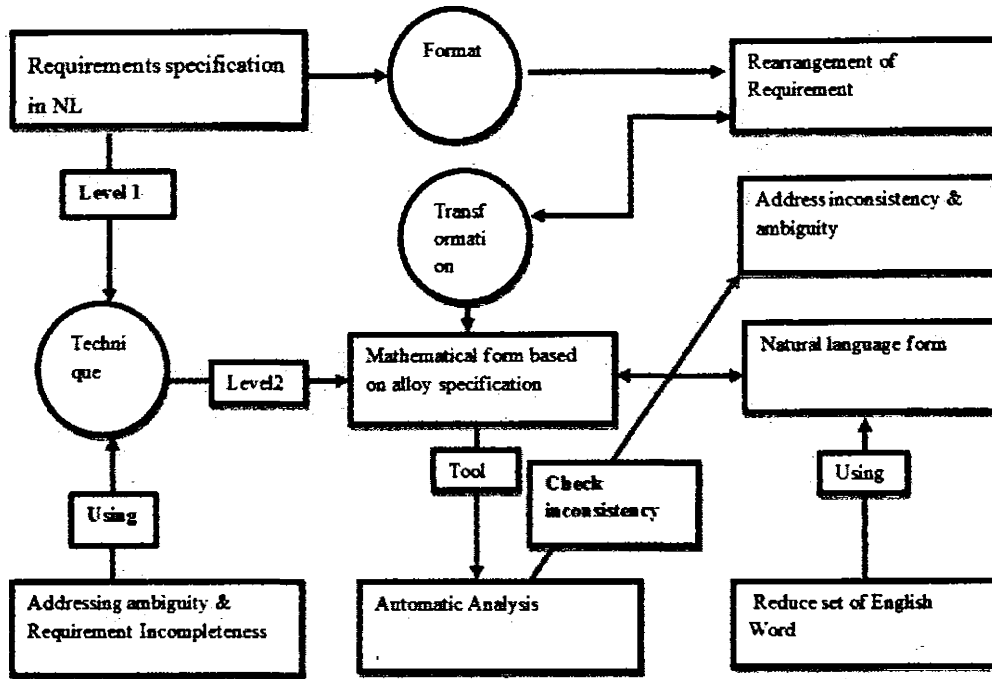 Requirements specification
in NL
Format
Rearrangement of
Requirement
Level 1
Transf
ormati
on
Address inconsistency &
ambiguity
Techni
que
Level2
Mathematical form based
on alloy specification
Natural language form
Using
Tool
Check
inconsistency
Using
Addressing ambiguity &
Requirement Incompleteness
Automatic Analysis
Reduce set of English
Word